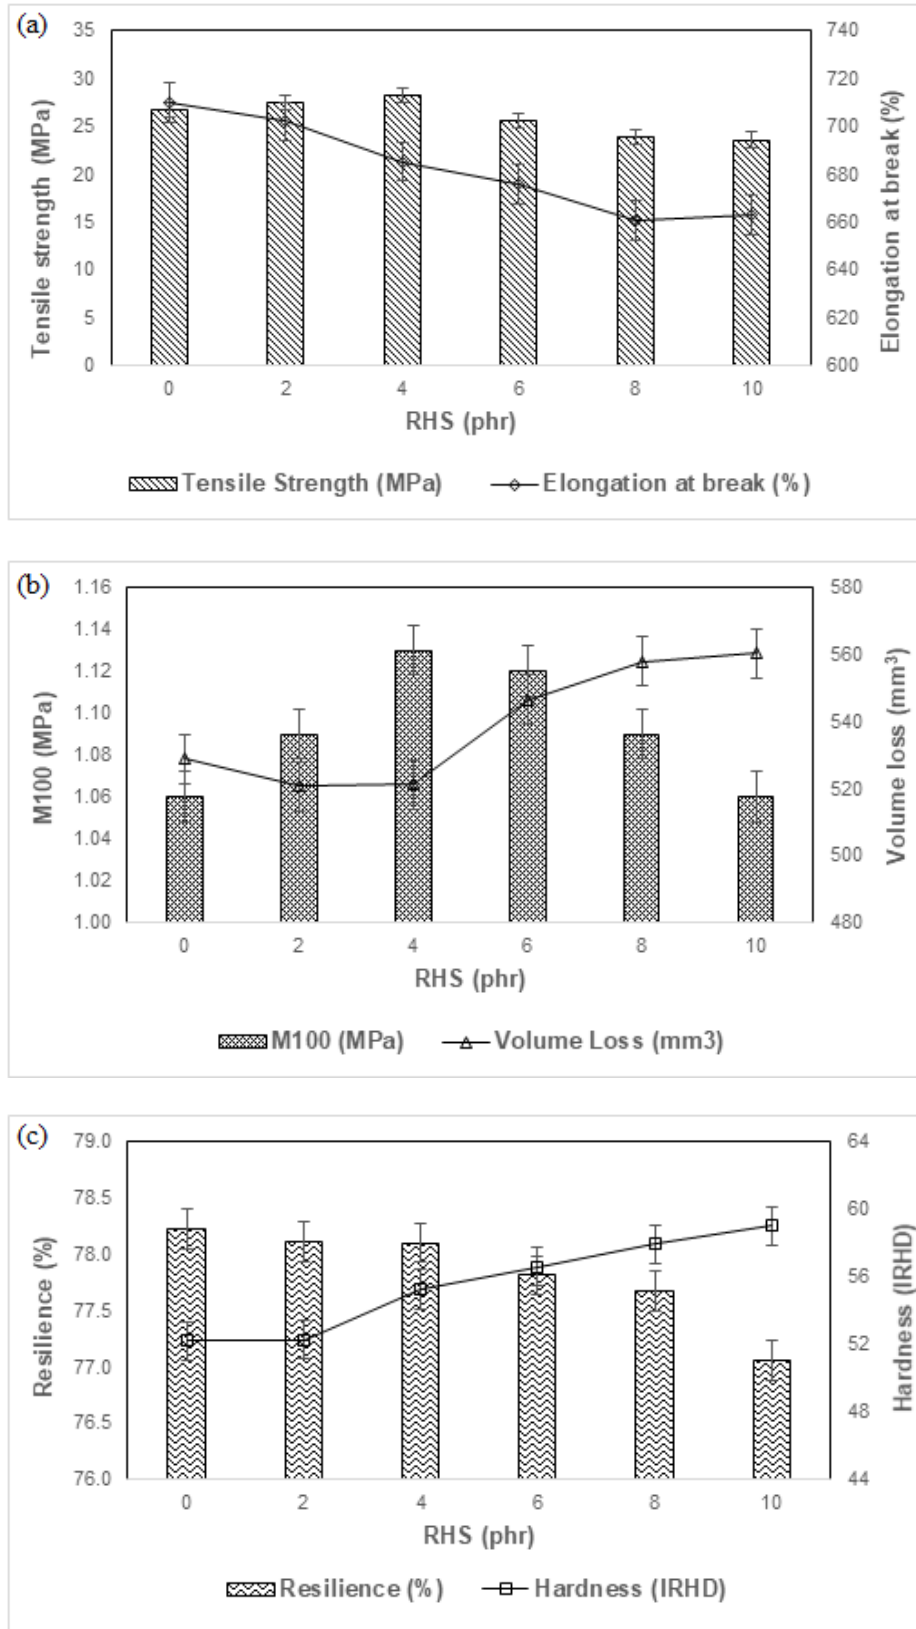 (a)
35
30
25
20
15
10
5
0
Tensile strength (MPa)
740
720
700
680
660
640
620
600
Elongation at break (%)
0 2 4 6 8 10
RHS (phr)
Tensile Strength (MPa) Elongation at break (%)
(b)
1.16
1.14
1.12
1.10
1.08
1.06
1.04
1.02
1.00
M100 (MPa)
580
560
540
520
500
480
Volume loss (mm³)
0 2 4 6 8 10
RHS (phr)
M100 (MPa) Volume Loss (mm3)
(c)
79.0
78.5
78.0
77.5
77.0
76.5
76.0
Resilience (%)
64
60
56
52
48
44
Hardness (IRHD)
0 2 4 6 8 10
RHS (phr)
Resilience (%) Hardness (IRHD)